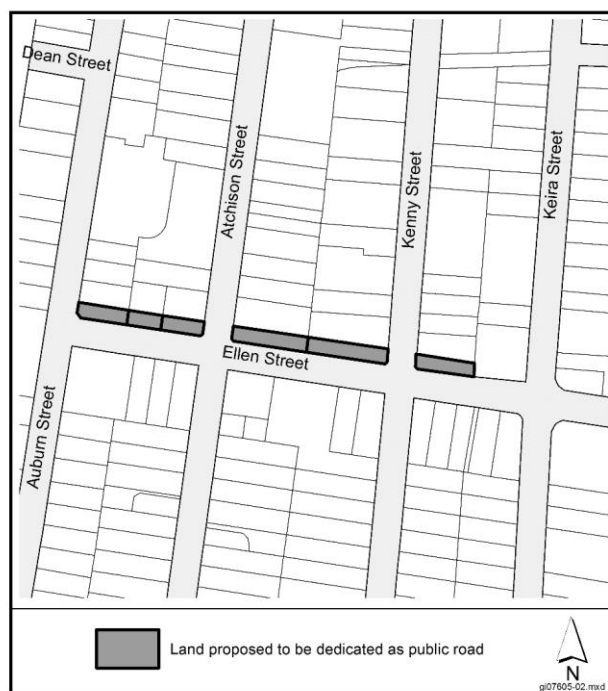 Dean Street
Atchison Street
Kenny Street
Keira Street
Ellen Street
Auburn Street
Land proposed to be dedicated as public road
N
gi07605-02.mxd